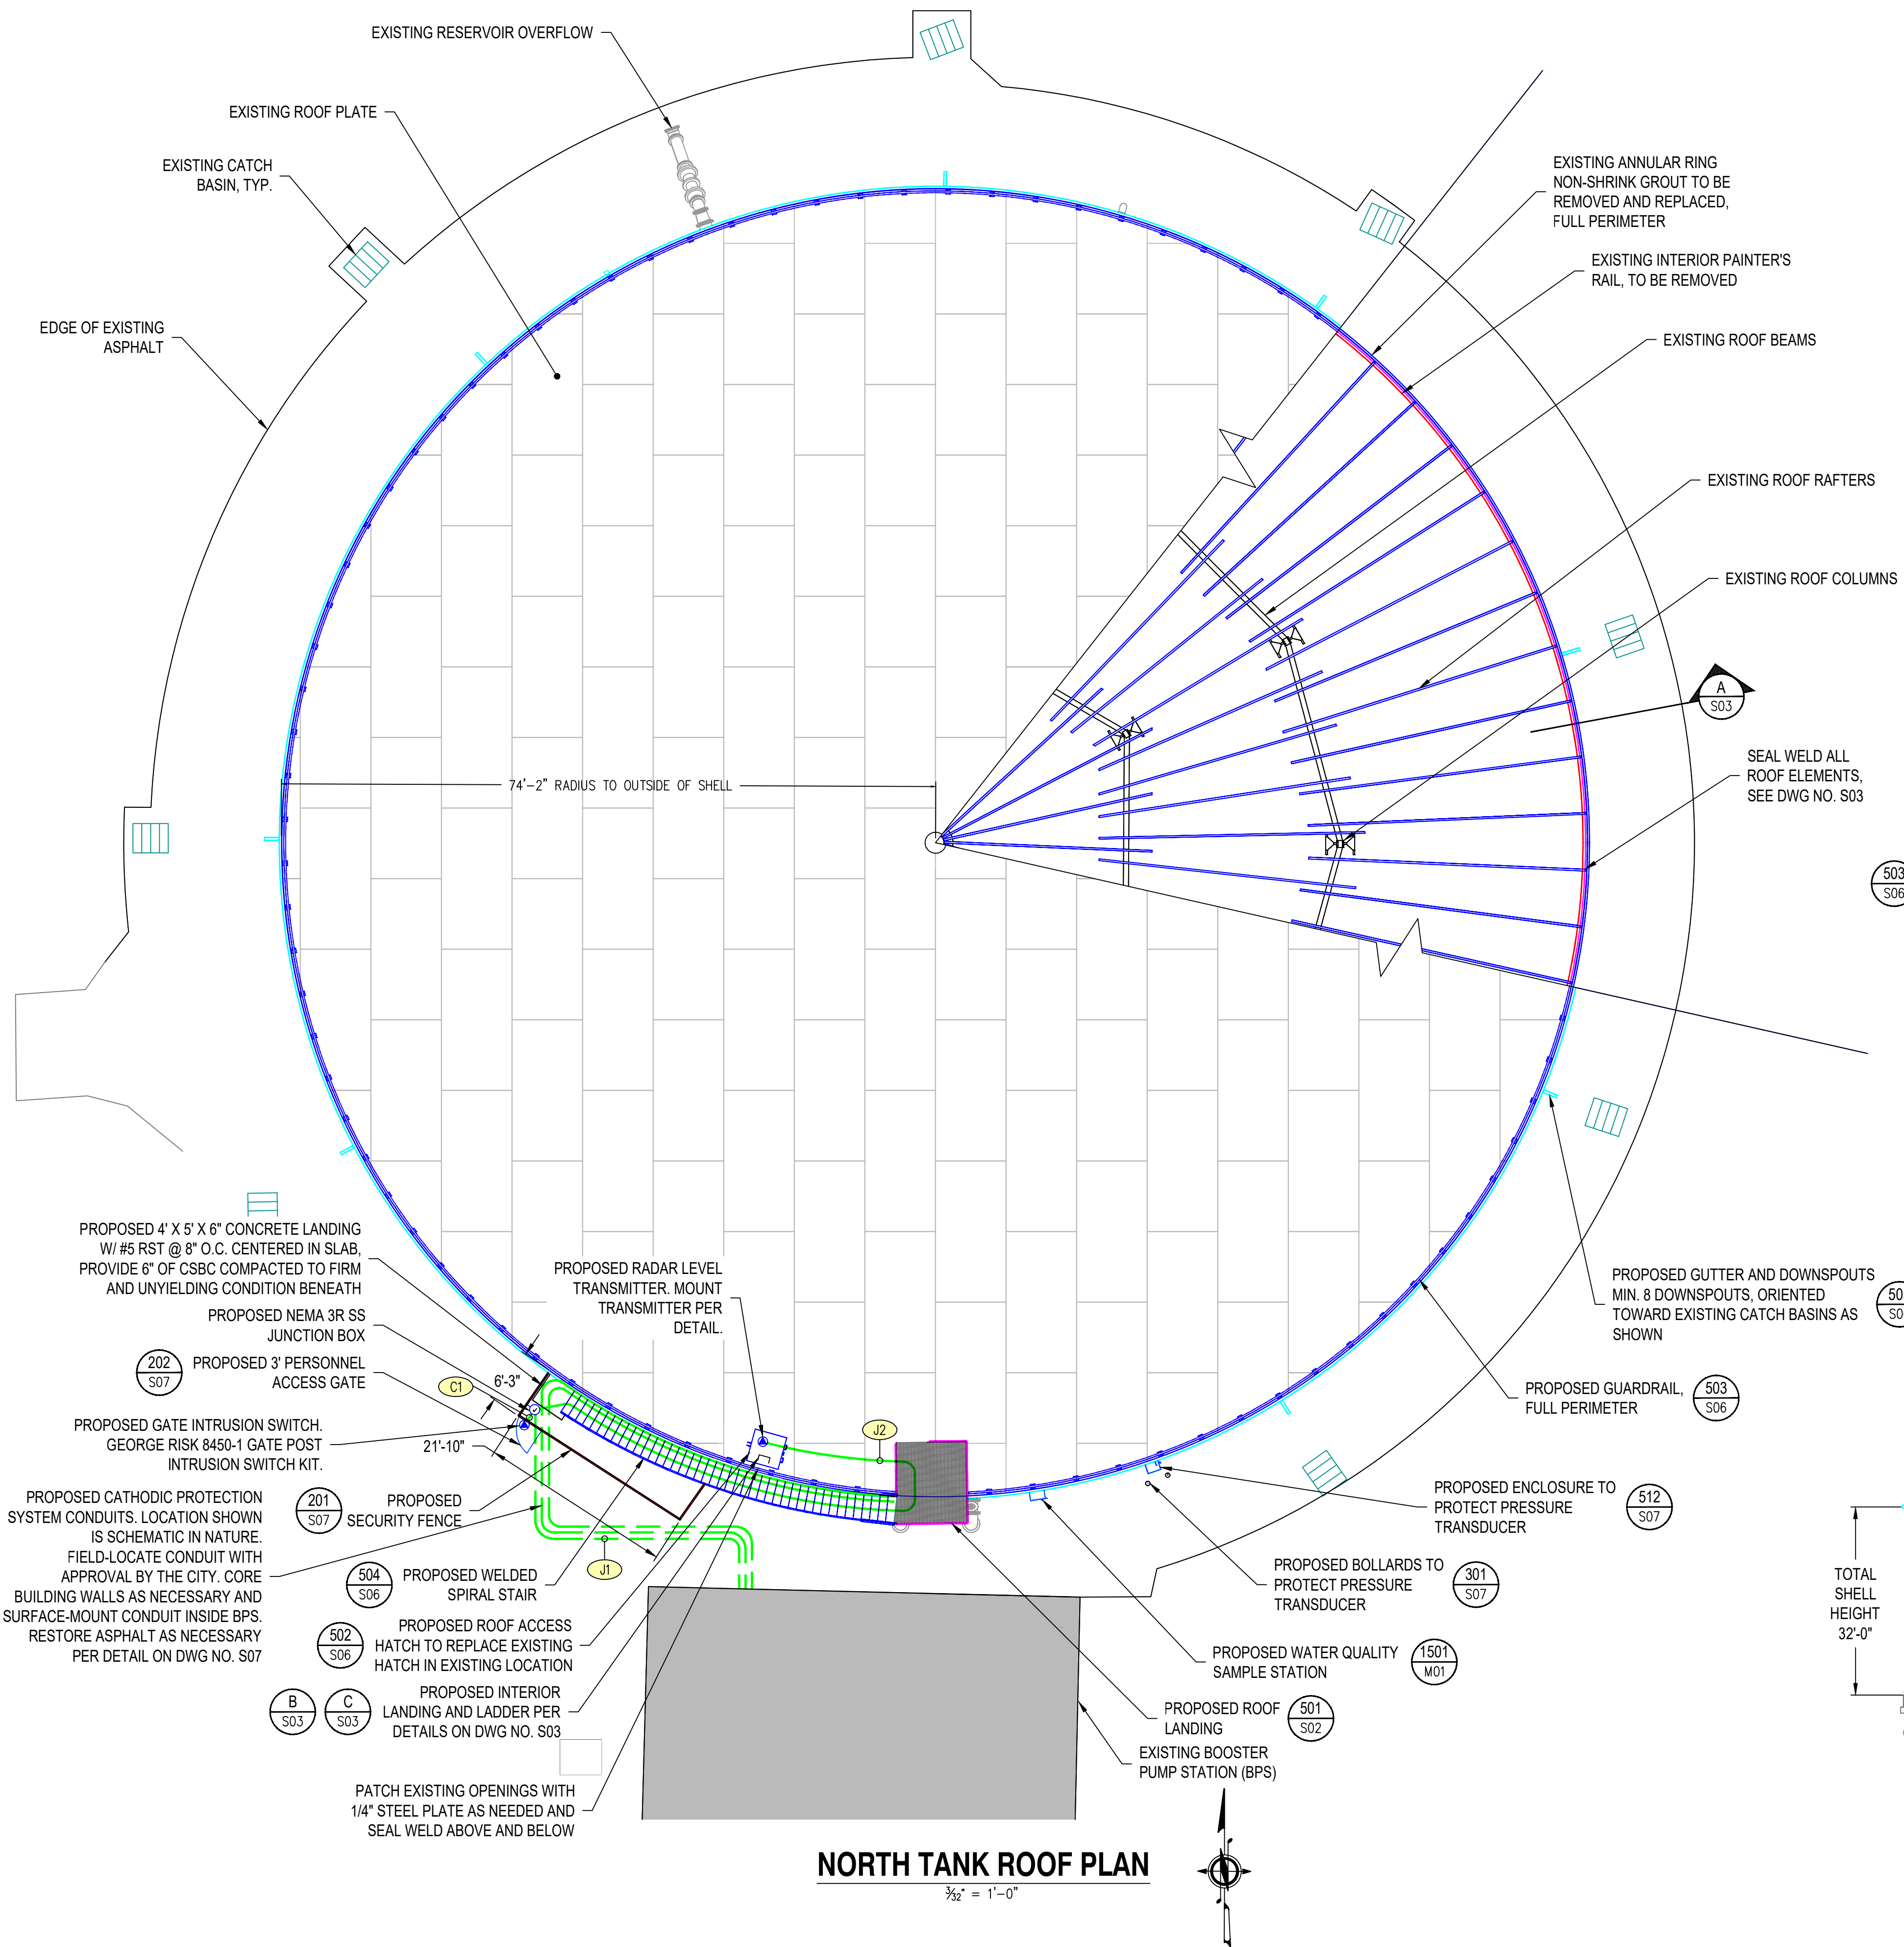 EXISTING RESERVOIR OVERFLOW
EXISTING ROOF PLATE
EXISTING CATCH
BASIN, TYP.
EDGE OF EXISTING
ASPHALT
EXISTING ANNULAR RING
NON-SHRINK GROUT TO BE
REMOVED AND REPLACED,
FULL PERIMETER
EXISTING INTERIOR PAINTER'S
RAIL, TO BE REMOVED
EXISTING ROOF BEAMS
EXISTING ROOF RAFTERS
EXISTING ROOF COLUMNS
A
S03
SEAL WELD ALL
ROOF ELEMENTS,
SEE DWG NO. S03
74'-2" RADIUS TO OUTSIDE OF SHELL
503
S06
PROPOSED 4' X 5' X 6" CONCRETE LANDING
W/ #5 RST @ 8" O.C. CENTERED IN SLAB,
PROVIDE 6" OF CSBC COMPACTED TO FIRM
AND UNYIELDING CONDITION BENEATH
PROPOSED NEMA 3R SS
JUNCTION BOX
202
S07
PROPOSED 3' PERSONNEL
ACCESS GATE
C1
6'-3"
PROPOSED GATE INTRUSION SWITCH.
GEORGE RISK 8450-1 GATE POST
INTRUSION SWITCH KIT.
21'-10"
PROPOSED CATHODIC PROTECTION
SYSTEM CONDUITS. LOCATION SHOWN
IS SCHEMATIC IN NATURE.
FIELD-LOCATE CONDUIT WITH
APPROVAL BY THE CITY. CORE
BUILDING WALLS AS NECESSARY AND
SURFACE-MOUNT CONDUIT INSIDE BPS.
RESTORE ASPHALT AS NECESSARY
PER DETAIL ON DWG NO. S07
201
S07
PROPOSED
SECURITY FENCE
J1
504
S06
PROPOSED WELDED
SPIRAL STAIR
502
S06
PROPOSED ROOF ACCESS
HATCH TO REPLACE EXISTING
HATCH IN EXISTING LOCATION
B
S03
C
S03
PROPOSED INTERIOR
LANDING AND LADDER PER
DETAILS ON DWG NO. S03
PATCH EXISTING OPENINGS WITH
1/4" STEEL PLATE AS NEEDED AND
SEAL WELD ABOVE AND BELOW
PROPOSED RADAR LEVEL
TRANSMITTER. MOUNT
TRANSMITTER PER
DETAIL.
J2
PROPOSED GUTTER AND DOWNSPOUTS
MIN. 8 DOWNSPOUTS, ORIENTED
TOWARD EXISTING CATCH BASINS AS
SHOWN
PROPOSED GUARDRAIL,
FULL PERIMETER
503
S06
PROPOSED ENCLOSURE TO
PROTECT PRESSURE
TRANSDUCER
512
S07
PROPOSED BOLLARDS TO
PROTECT PRESSURE
TRANSDUCER
301
S07
PROPOSED WATER QUALITY
SAMPLE STATION
1501
M01
PROPOSED ROOF
LANDING
501
S02
EXISTING BOOSTER
PUMP STATION (BPS)
TOTAL
SHELL
HEIGHT
32'-0"
NORTH TANK ROOF PLAN
3/32" = 1'-0"